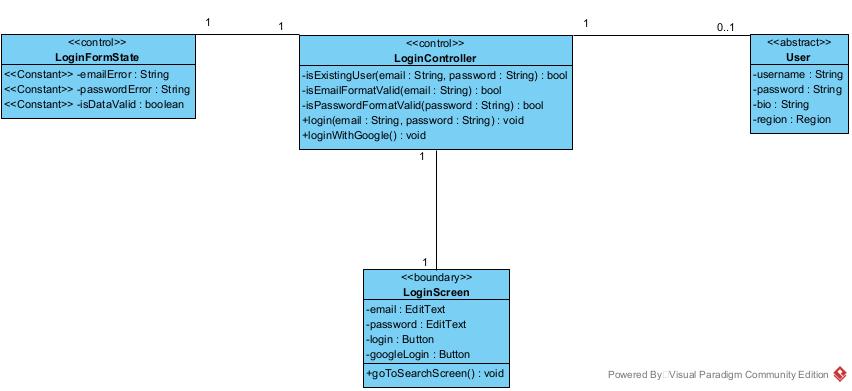 1
1
1
0..1
<<control>>
LoginFormState
<<Constant>> -emailError : String
<<Constant>> -passwordError : String
<<Constant>> -isDataValid : boolean
<<control>>
LoginController
-isExistingUser(email : String, password : String) : bool
-isEmailFormatValid(email : String) : bool
-isPasswordFormatValid(password : String) : bool
+login(email : String, password : String) : void
+loginWithGoogle() : void
<<abstract>>
User
-username : String
-password : String
-bio : String
-region : Region
1
1
<<boundary>>
LoginScreen
-email : EditText
-password : EditText
-login : Button
-googleLogin : Button
+goToSearchScreen() : void
Powered By Visual Paradigm Community Edition